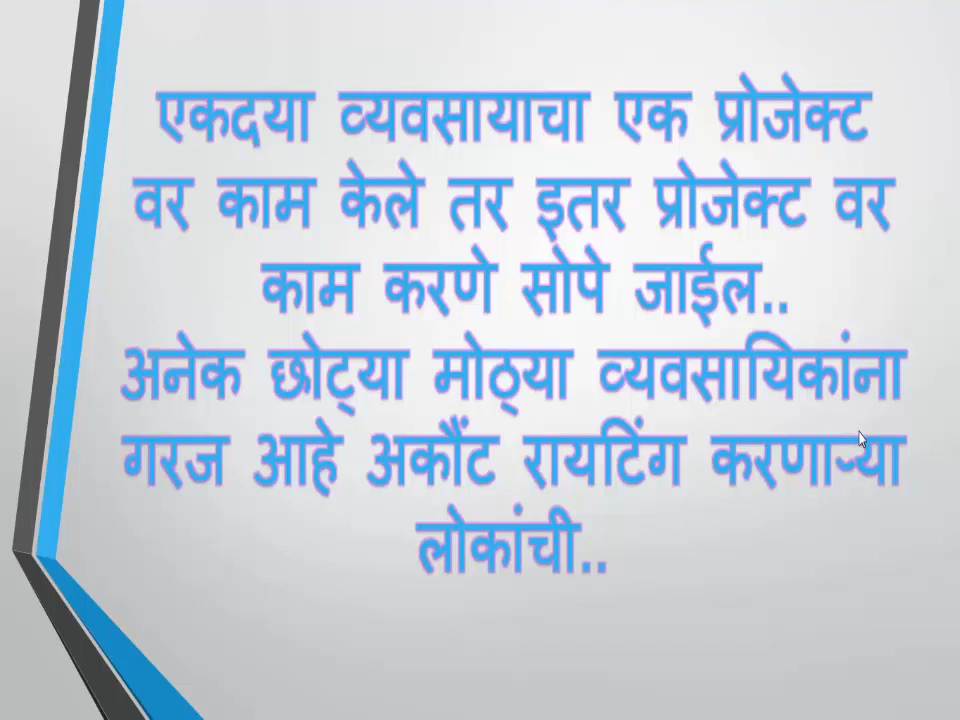 एकदया व्यवसायाचा एक प्रोजेक्ट
वर काम केले तर इतर प्रोजेक्ट वर
काम करणे सोपे जाईल..
अनेक छोट्या मोठ्या व्यवसायिकांना
गरज आहे अकौंट रायटिंग करणाऱ्या
लोकांची..